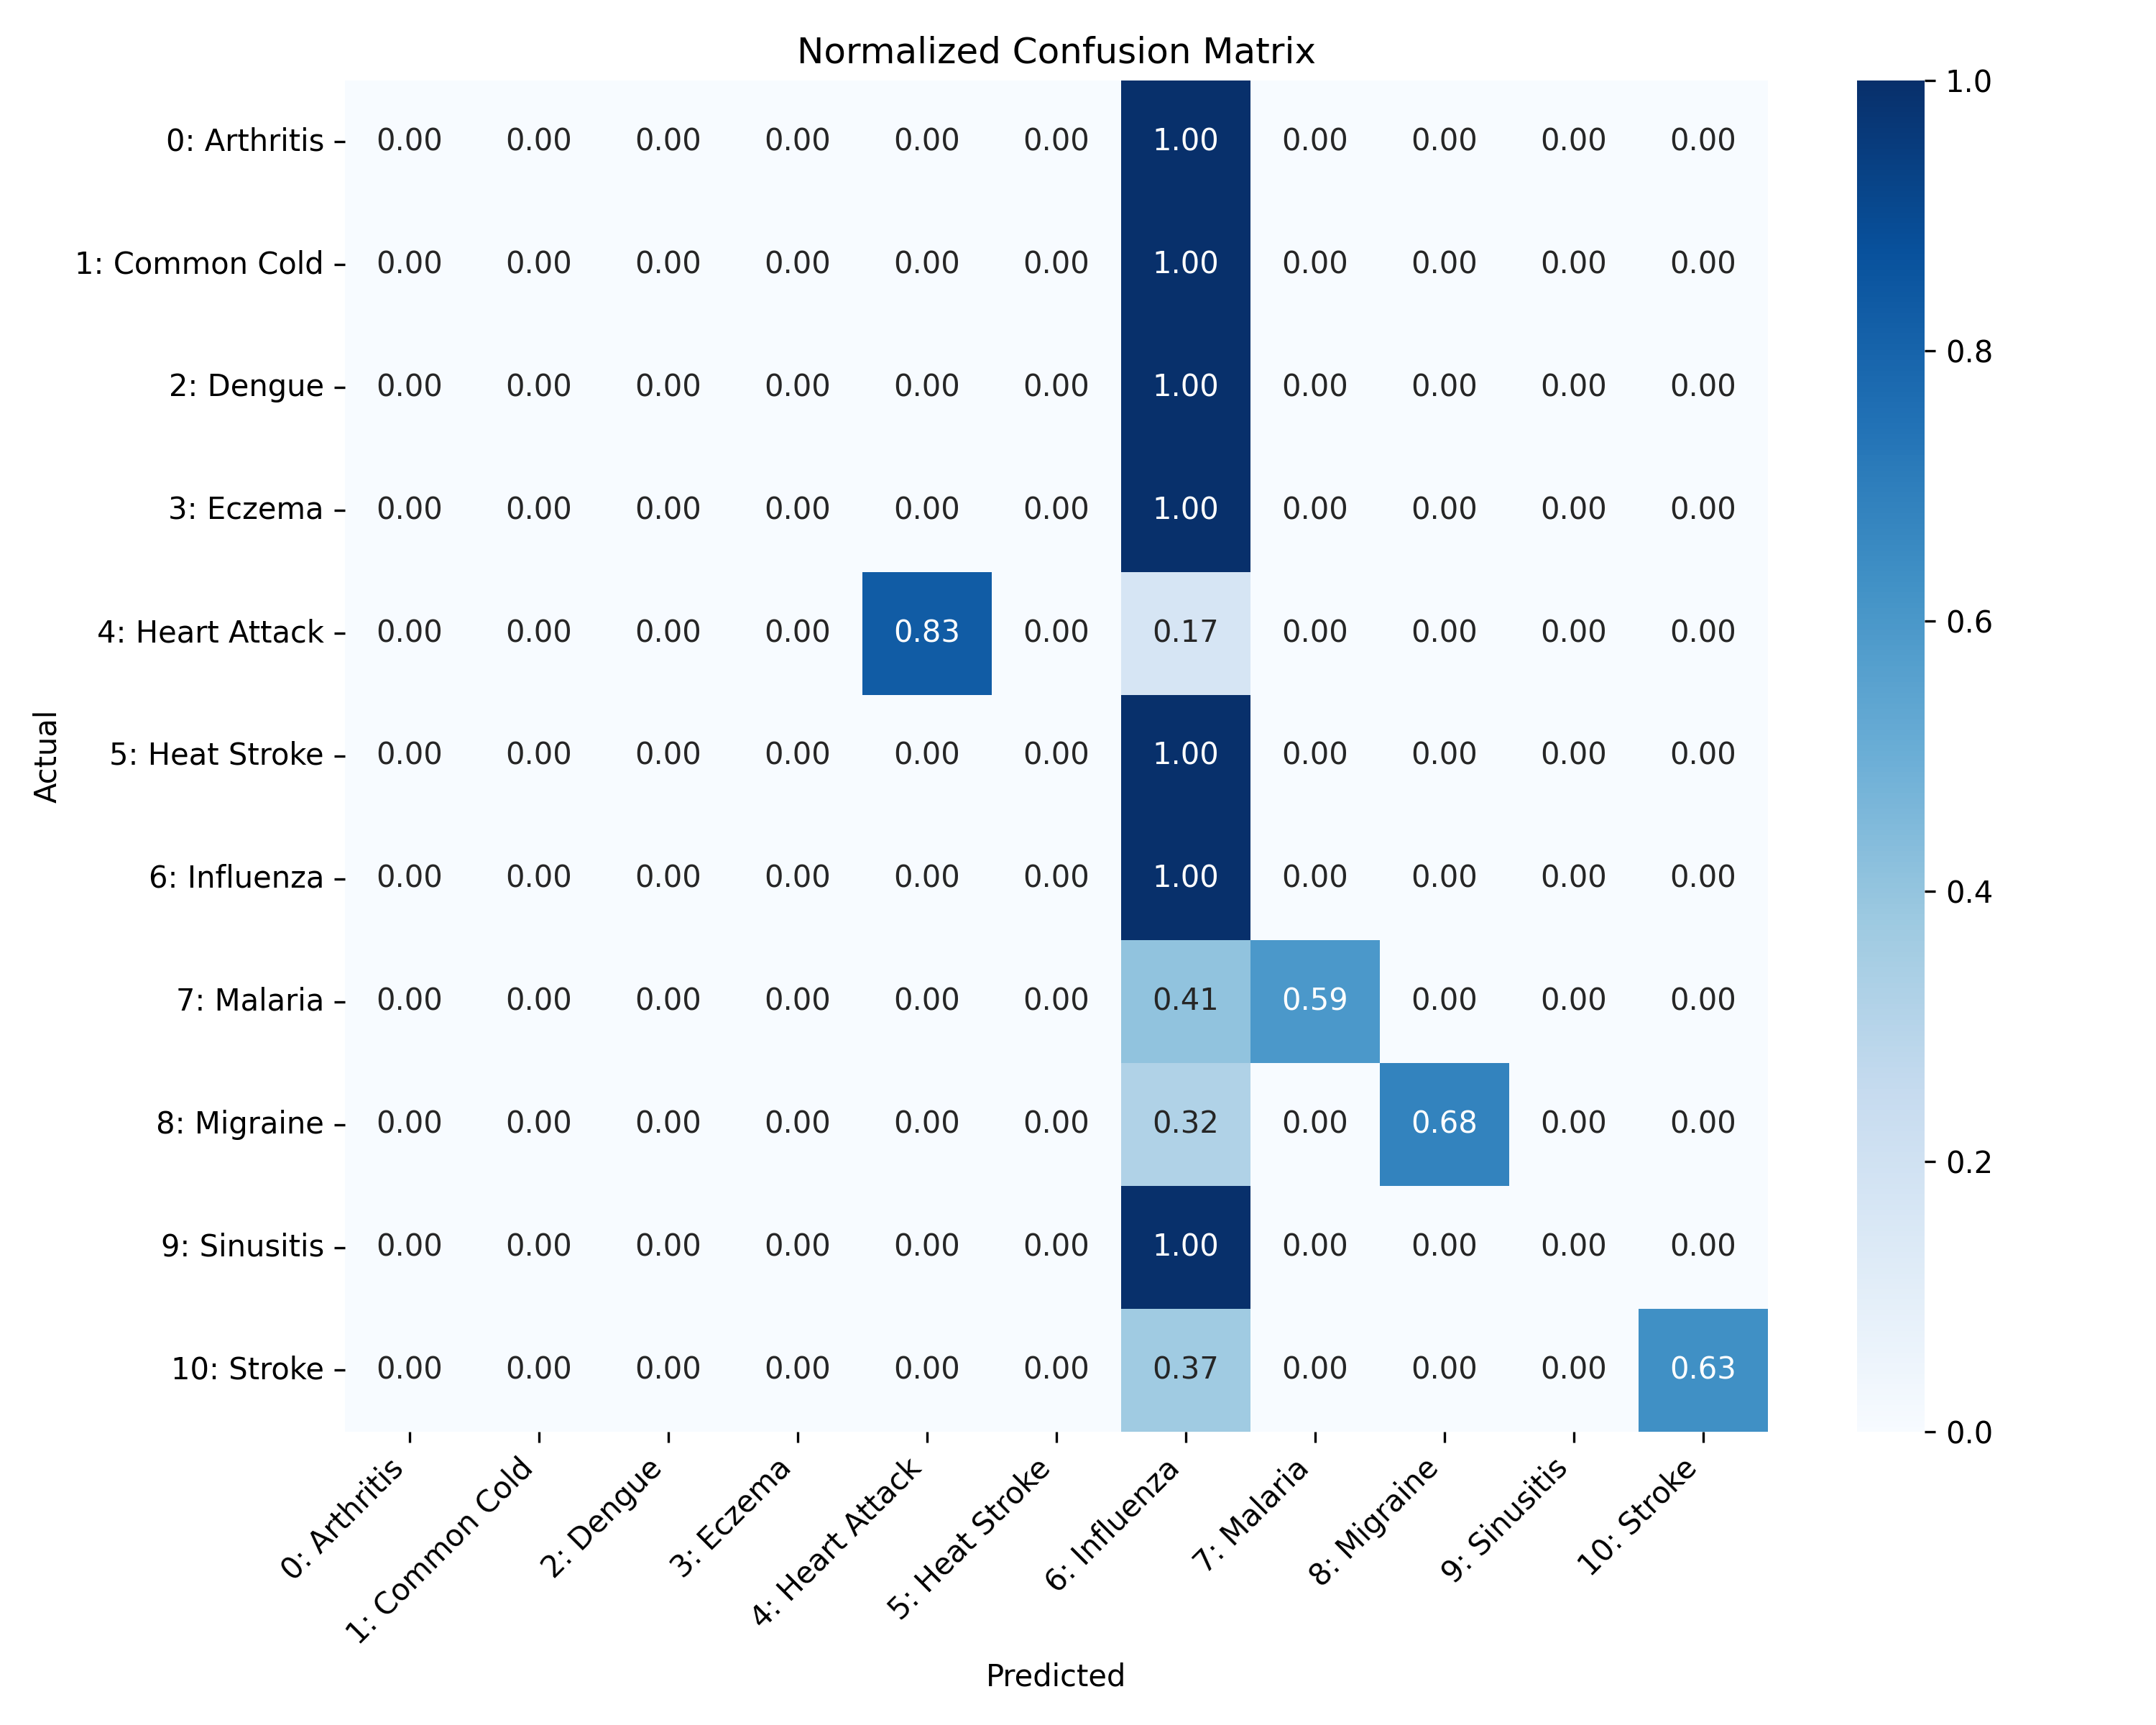 Normalized Confusion Matrix
0: Arthritis 0.00 0.00 0.00 0.00 0.00 0.00 1.00 0.00 0.00 0.00 0.00
1: Common Cold 0.00 0.00 0.00 0.00 0.00 0.00 1.00 0.00 0.00 0.00 0.00
2: Dengue 0.00 0.00 0.00 0.00 0.00 0.00 1.00 0.00 0.00 0.00 0.00
3: Eczema 0.00 0.00 0.00 0.00 0.00 0.00 1.00 0.00 0.00 0.00 0.00
4: Heart Attack 0.00 0.00 0.00 0.00 0.83 0.00 0.17 0.00 0.00 0.00 0.00
5: Heat Stroke 0.00 0.00 0.00 0.00 0.00 0.00 1.00 0.00 0.00 0.00 0.00
6: Influenza 0.00 0.00 0.00 0.00 0.00 0.00 1.00 0.00 0.00 0.00 0.00
7: Malaria 0.00 0.00 0.00 0.00 0.00 0.00 0.41 0.59 0.00 0.00 0.00
8: Migraine 0.00 0.00 0.00 0.00 0.00 0.00 0.32 0.00 0.68 0.00 0.00
9: Sinusitis 0.00 0.00 0.00 0.00 0.00 0.00 1.00 0.00 0.00 0.00 0.00
10: Stroke 0.00 0.00 0.00 0.00 0.00 0.00 0.37 0.00 0.00 0.00 0.63
Actual
0: Arthritis
1: Common Cold
2: Dengue
3: Eczema
4: Heart Attack
5: Heat Stroke
6: Influenza
7: Malaria
8: Migraine
9: Sinusitis
10: Stroke
Predicted
1.0
0.8
0.6
0.4
0.2
0.0